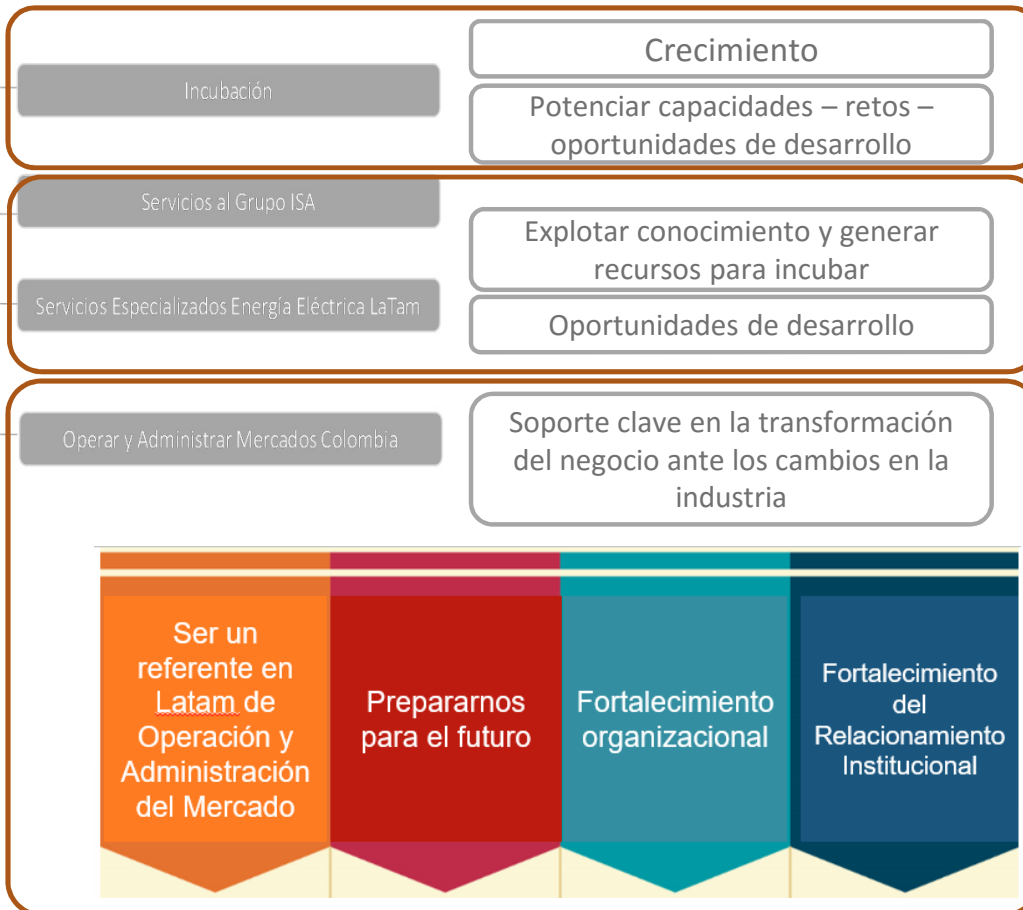 Incubación
Crecimiento
Potenciar capacidades – retos –
oportunidades de desarrollo
Servicios al Grupo ISA
Servicios Especializados Energía Eléctrica LaTam
Explotar conocimiento y generar
recursos para incubar
Oportunidades de desarrollo
Operar y Administrar Mercados Colombia
Soporte clave en la transformación
del negocio ante los cambios en la
industria
Ser un
referente en
Latam de
Operación y
Administración
del Mercado
Prepararnos
para el futuro
Fortalecimiento
organizacional
Fortalecimiento
del
Relacionamiento
Institucional